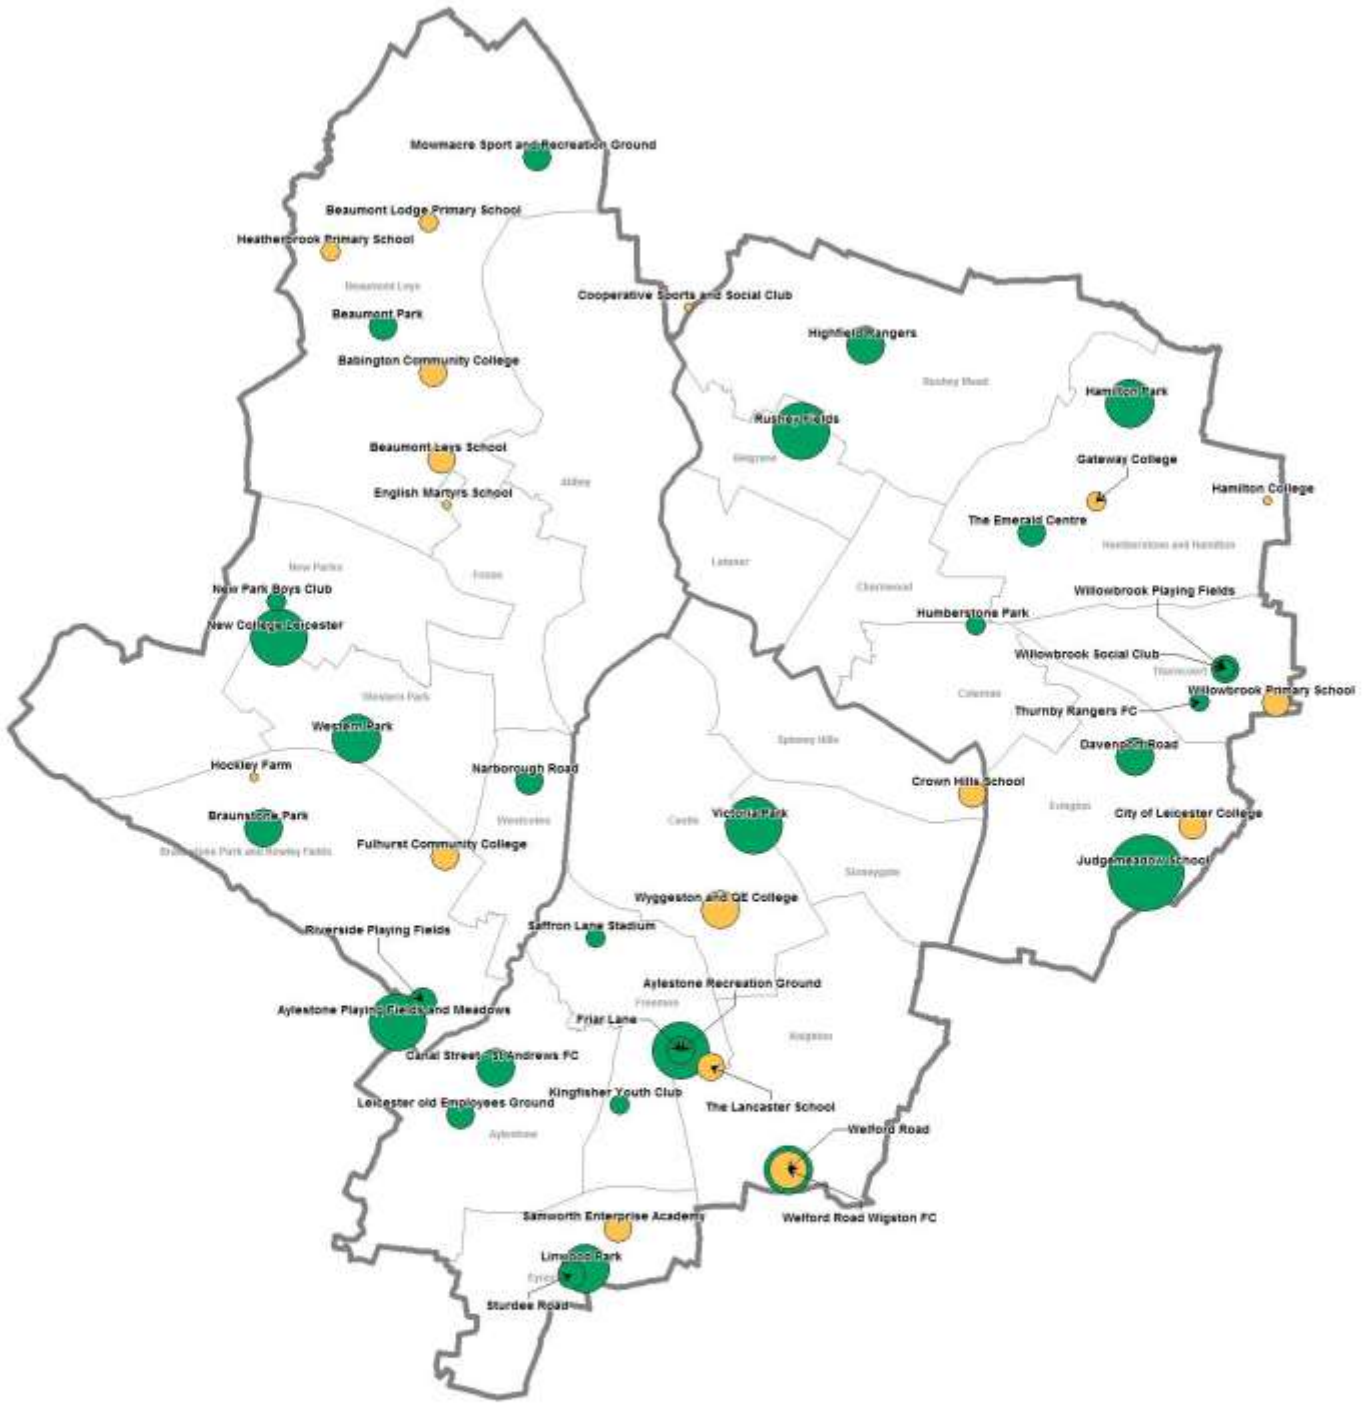 Mowmacre Sport and Recreation Ground
Beaumont Lodge Primary School
Heatherbrook Primary School
Beaumont Leys
Cooperative Sports and Social Club
Beaumont Park
Highfield Rangers
Babington Community College
Rushey Mead
Hamilton Park
Rushey Fields
Beaumont Leys School
Belgrave
Gateway College
Abbey
English Martyrs School
Hamilton College
The Emerald Centre
Humberstone and Hamilton
Latimer
New Parks
Fosse
Charnwood
New Park Boys Club
Willowbrook Playing Fields
Humberstone Park
New College Leicester
Willowbrook Social Club
Thurncourt
Western Park
Coleman
Willowbrook Primary School
Thurnby Rangers FC
Western Park
Spinney Hills
Davenport Road
Hockley Farm
Narborough Road
Crown Hills School
Evington
Braunstone Park
Westcotes
Castle
Victoria Park
City of Leicester College
Braunstone Park and Rowley Fields
Fulhurst Community College
Judgemeadow School
Stoneygate
Wyggeston and QE College
Riverside Playing Fields
Saffron Lane Stadium
Aylestone Recreation Ground
Freemen
Aylestone Playing Fields and Meadows
Friar Lane
Knighton
Canal Street - St Andrews FC
Kingfisher Youth Club
Leicester old Employees Ground
The Lancaster School
Aylestone
Welford Road
Samworth Enterprise Academy
Welford Road Wigston FC
Linwood Park
Eyres
Sturdee Road